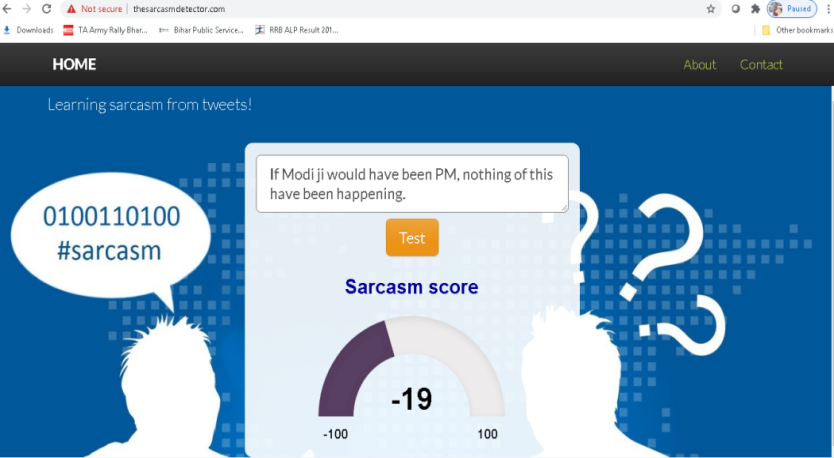 Not secure | thesarcasmdetector.com
Paused
Downloads TA Army Rally Bhar... Bihar Public Service... RRB ALP Result 201... Other bookmarks
HOME About Contact
Learning sarcasm from tweets!
If Modi ji would have been PM, nothing of this
have been happening.
Test
0100110100
#sarcasm
Sarcasm score
-19
-100 100
? ? ?